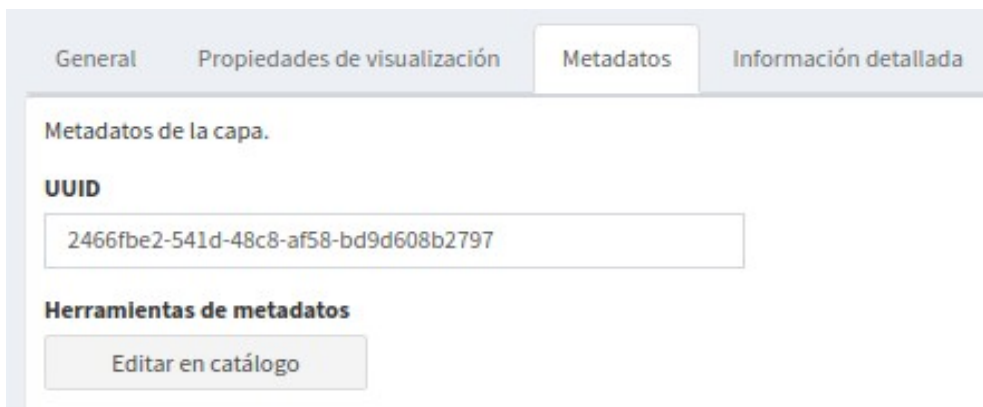 General Propiedades de visualización Metadatos Información detallada
Metadatos de la capa.
UUID
2466fbe2-541d-48c8-af58-bd9d608b2797
Herramientas de metadatos
Editar en catálogo